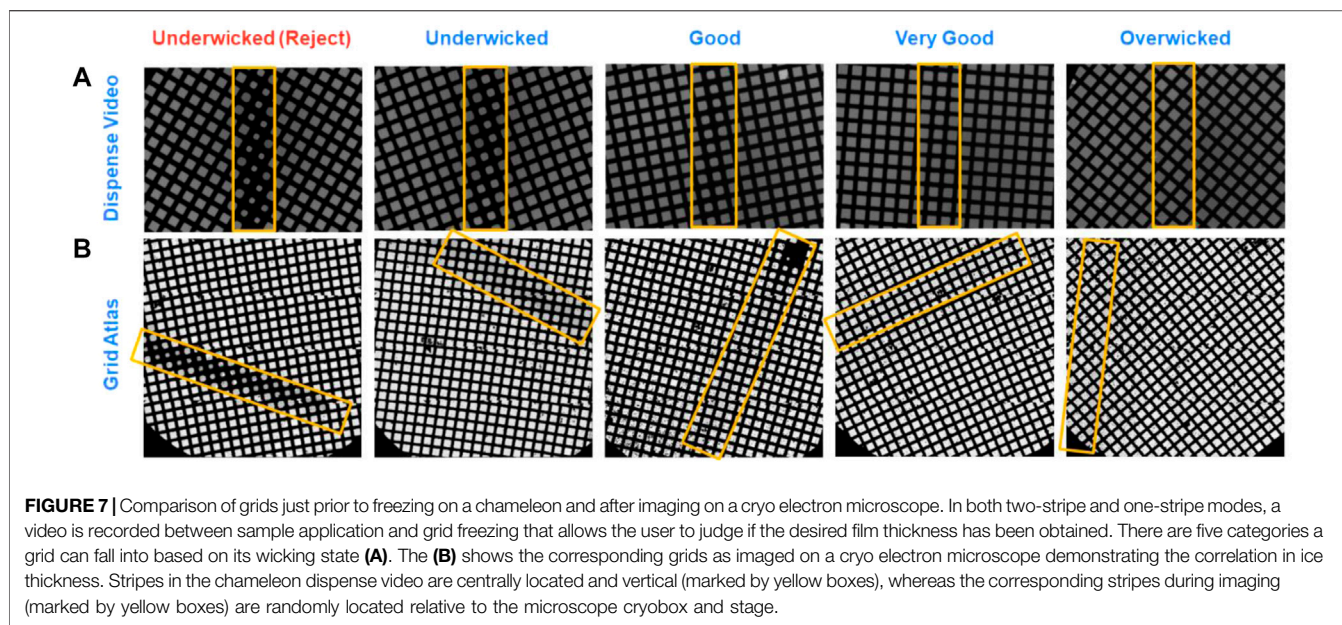 Underwicked (Reject) Underwicked Good Very Good Overwicked
A
Dispense Video
B
Grid Atlas
FIGURE 7 | Comparison of grids just prior to freezing on a chameleon and after imaging on a cryo electron microscope. In both two-stripe and one-stripe modes, a
video is recorded between sample application and grid freezing that allows the user to judge if the desired film thickness has been obtained. There are five categories a
grid can fall into based on its wicking state (A). The (B) shows the corresponding grids as imaged on a cryo electron microscope demonstrating the correlation in ice
thickness. Stripes in the chameleon dispense video are centrally located and vertical (marked by yellow boxes), whereas the corresponding stripes during imaging
(marked by yellow boxes) are randomly located relative to the microscope cryobox and stage.